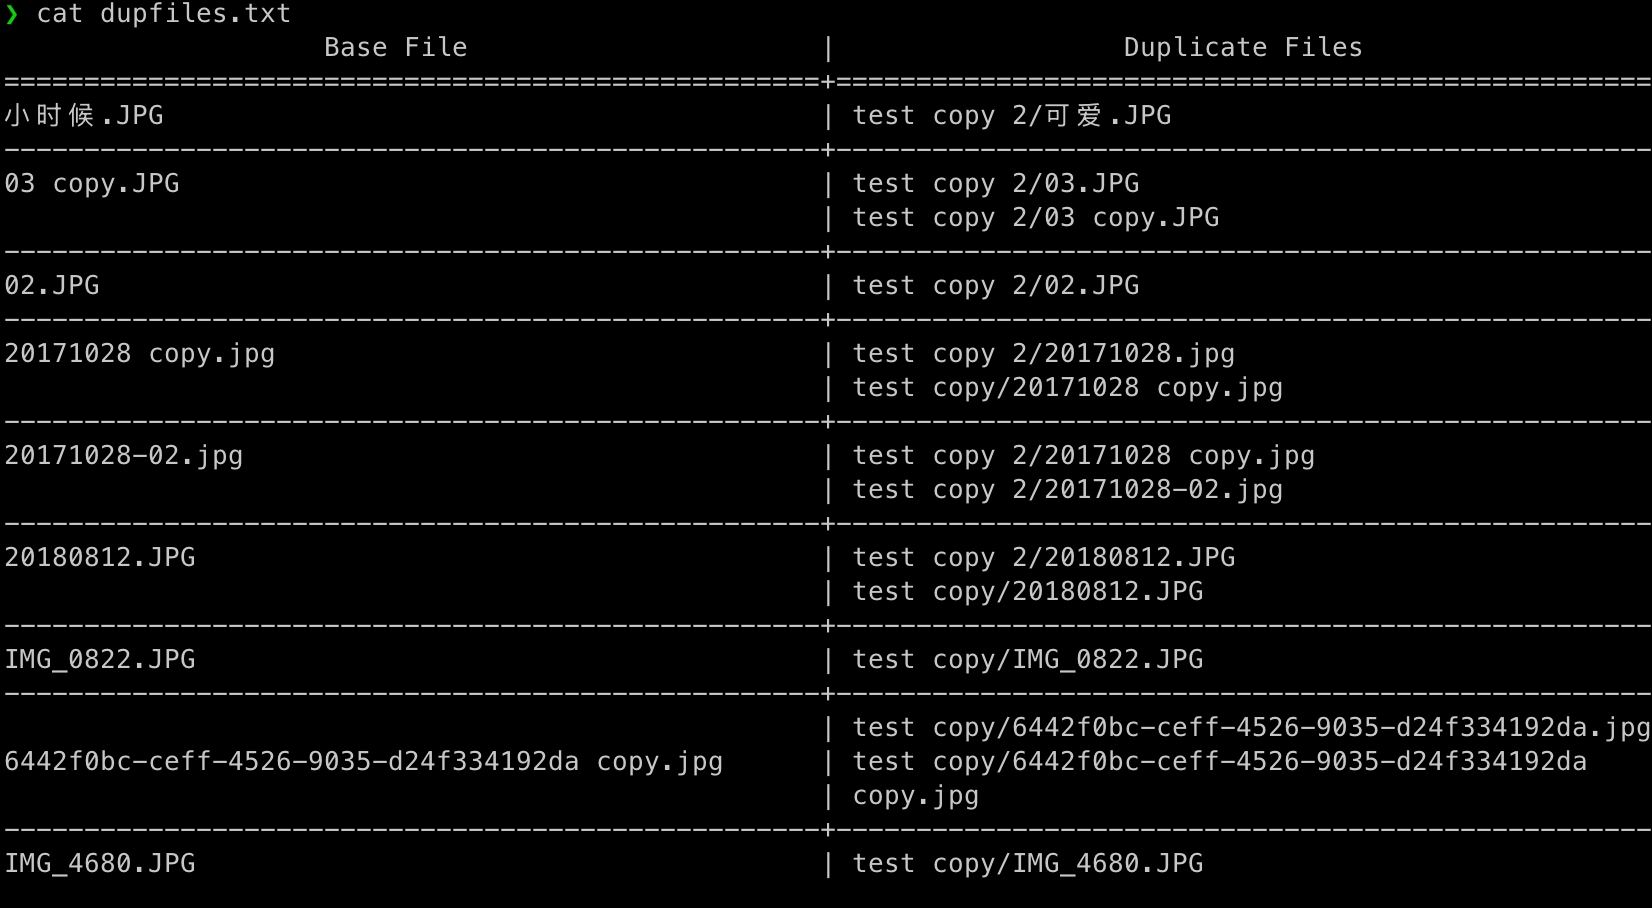 ❯ cat dupfiles.txt
Base File | Duplicate Files
===================================================+===================================================
小时候.JPG | test copy 2/可爱.JPG
---------------------------------------------------+---------------------------------------------------
03 copy.JPG | test copy 2/03.JPG
| test copy 2/03 copy.JPG
---------------------------------------------------+---------------------------------------------------
02.JPG | test copy 2/02.JPG
---------------------------------------------------+---------------------------------------------------
20171028 copy.jpg | test copy 2/20171028.jpg
| test copy/20171028 copy.jpg
---------------------------------------------------+---------------------------------------------------
20171028-02.jpg | test copy 2/20171028 copy.jpg
| test copy 2/20171028-02.jpg
---------------------------------------------------+---------------------------------------------------
20180812.JPG | test copy 2/20180812.JPG
| test copy/20180812.JPG
---------------------------------------------------+---------------------------------------------------
IMG_0822.JPG | test copy/IMG_0822.JPG
---------------------------------------------------+---------------------------------------------------
| test copy/6442f0bc-ceff-4526-9035-d24f334192da.jpg
6442f0bc-ceff-4526-9035-d24f334192da copy.jpg | test copy/6442f0bc-ceff-4526-9035-d24f334192da
| copy.jpg
---------------------------------------------------+---------------------------------------------------
IMG_4680.JPG | test copy/IMG_4680.JPG